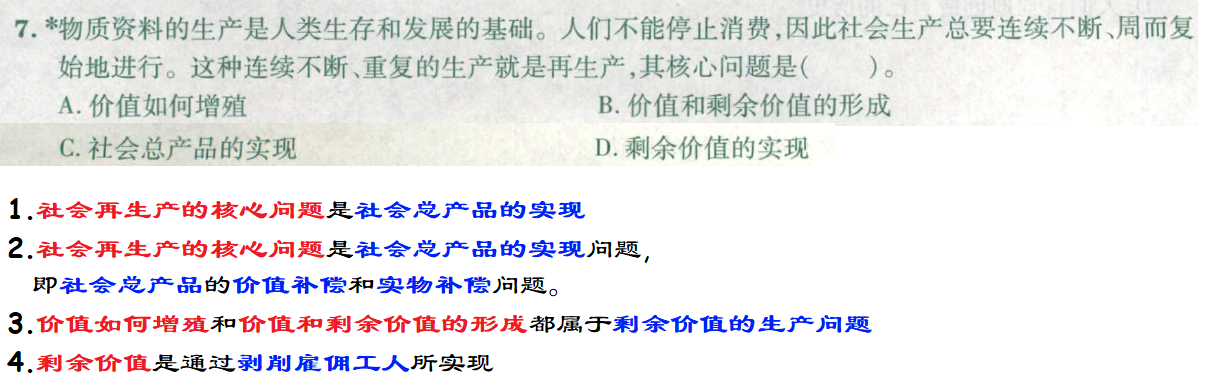 7. *物质资料的生产是人类生存和发展的基础。人们不能停止消费,因此社会生产总要连续不断、周而复
始地进行。这种连续不断、重复的生产就是再生产,其核心问题是(  )。
A. 价值如何增殖 B. 价值和剩余价值的形成
C. 社会总产品的实现 D. 剩余价值的实现
1.社会再生产的核心问题是社会总产品的实现
2.社会再生产的核心问题是社会总产品的实现问题,
即社会总产品的价值补偿和实物补偿问题。
3.价值如何增殖和价值和剩余价值的形成都属于剩余价值的生产问题
4.剩余价值是通过剥削雇佣工人所实现